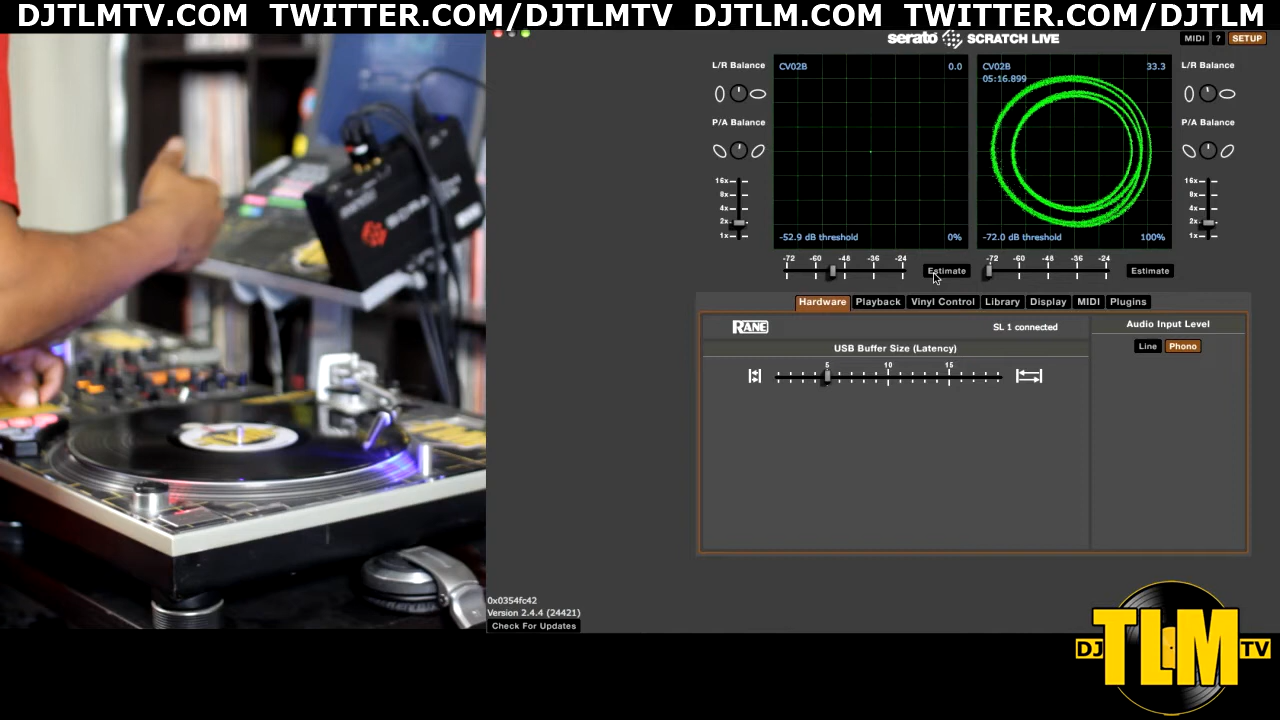 DJTLMTV.COM TWITTER.COM/DJTLMTV DJTLM.COM TWITTER.COM/DJTLM
serato SCRATCH LIVE
MIDI ? SETUP
L/R Balance
P/A Balance
16x
8x
4x
2x
1x
CV02B 0.0
-52.9 dB threshold 0%
-72 -60 -48 -36 -24
Estimate
CV02B 33.3
05:16.899
-72.0 dB threshold 100%
-72 -60 -48 -36 -24
Estimate
L/R Balance
P/A Balance
16x
8x
4x
2x
1x
Hardware Playback Vinyl Control Library Display MIDI Plugins
RANE SL 1 connected
USB Buffer Size (Latency)
5 10 15
Audio Input Level
Line Phono
0x0354fc42
Version 2.4.4 (24421)
Check For Updates
DJ TLM TV